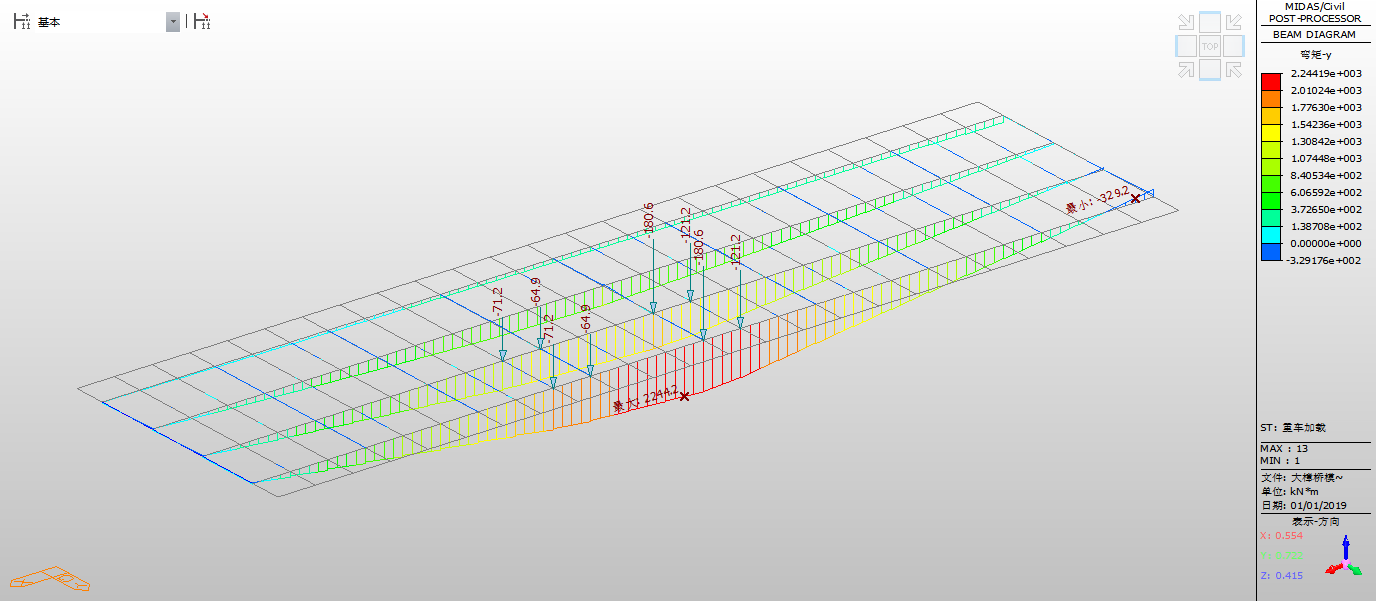 基本
TOP
-180.6
-121.2
-180.6
-121.2
-71.2
-64.9
-71.2
-64.9
最小: -329.2
最大: 2244.2
MIDAS/Civil
POST-PROCESSOR
BEAM DIAGRAM
弯矩-y
2.24419e+003
2.01024e+003
1.77630e+003
1.54236e+003
1.30842e+003
1.07448e+003
8.40534e+002
6.06592e+002
3.72650e+002
1.38708e+002
0.00000e+000
-3.29176e+002
ST: 重车加载
MAX : 13
MIN : 1
文件: 大樟桥模~
单位: kN*m
日期: 01/01/2019
表示-方向
X: 0.554
Z: 0.415